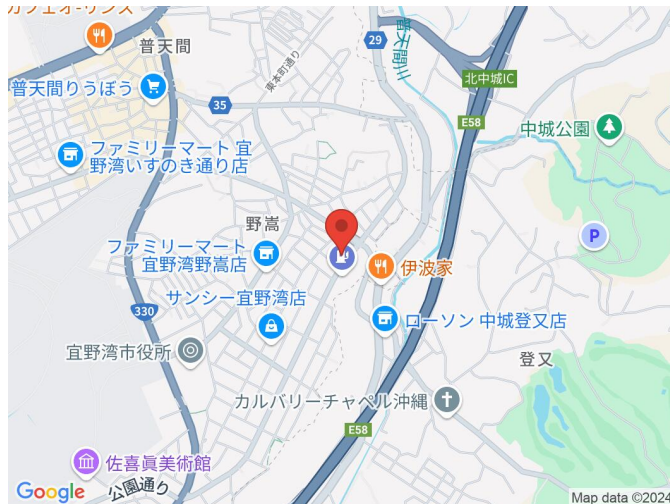 カフェオーリンズ
普天間
29
普天間川
北中城IC
普天間りうぼう
35
東本町通り
E58
中城公園
ファミリーマート 宜
野湾いすのき通り店
P
野嵩
ファミリーマート
宜野湾野嵩店
伊波家
サンシー宜野湾店
330
ローソン 中城登又店
宜野湾市役所
登又
カルバリーチャペル沖縄
E58
佐喜眞美術館
公園通り
Google
Map data ©2024